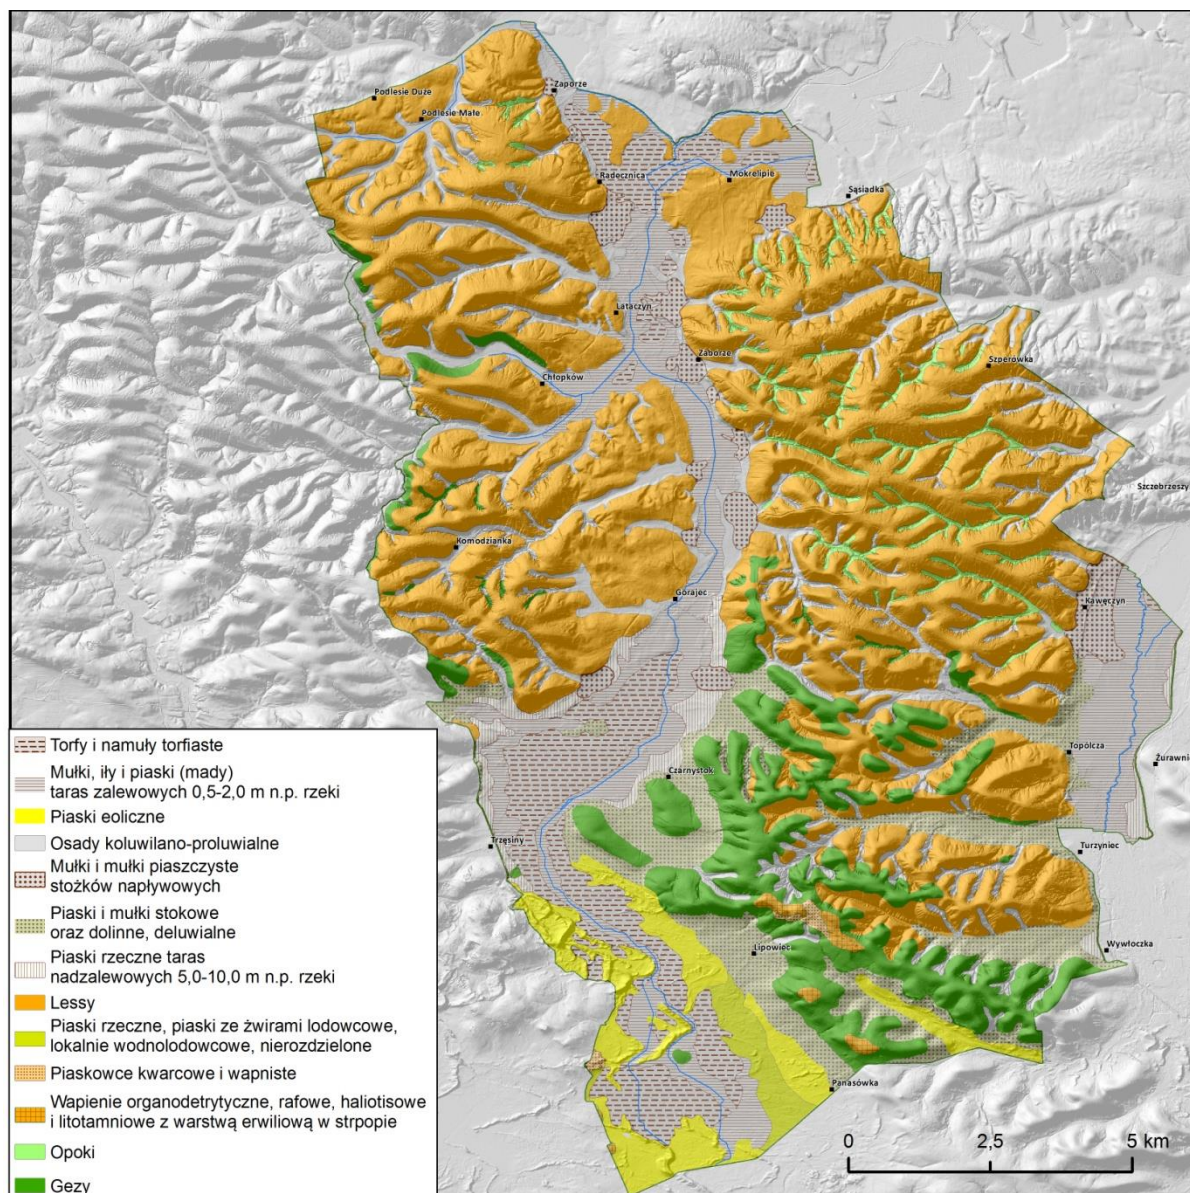 Podlesie Duże
Zaporze
Podlesie Małe
Radecznica
Mokrelipie
Sąsiadka
Latyczyn
Zaborze
Szperówka
Chłopków
Szczebrzeszy
Komodzianka
Gorajec
Kawęczyn
Topólcza
Żurawni
Czarnystok
Trzęsiny
Turzyniec
Lipowiec
Wywłoczka
Panasówka
Torfy i namuły torfiaste
Mułki, iły i piaski (mady)
taras zalewowych 0,5-2,0 m n.p. rzeki
Piaski eoliczne
Osady koluwilano-proluwialne
Mułki i mułki piaszczyste
stożków napływowych
Piaski i mułki stokowe
oraz dolinne, deluwialne
Piaski rzeczne taras
nadzalewowych 5,0-10,0 m n.p. rzeki
Lessy
Piaski rzeczne, piaski ze żwirami lodowcowe,
lokalnie wodnolodowcowe, nierozdzielone
Piaskowce kwarcowe i wapniste
Wapienie organodetrytyczne, rafowe, haliotisowe
i litotamniowe z warstwą erwiliową w strpopie
Opoki
Gezy
0 2,5 5 km